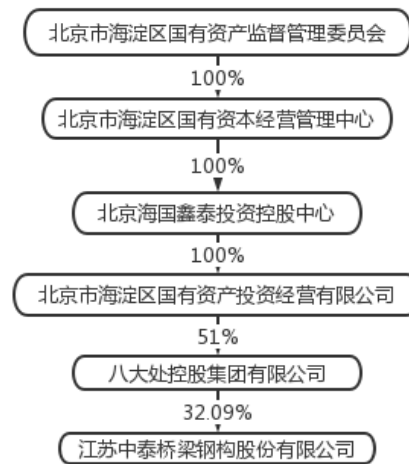 北京市海淀区国有资产监督管理委员会
100%
北京市海淀区国有资本经营管理中心
100%
北京海国鑫泰投资控股中心
100%
北京市海淀区国有资产投资经营有限公司
51%
八大处控股集团有限公司
32.09%
江苏中泰桥梁钢构股份有限公司